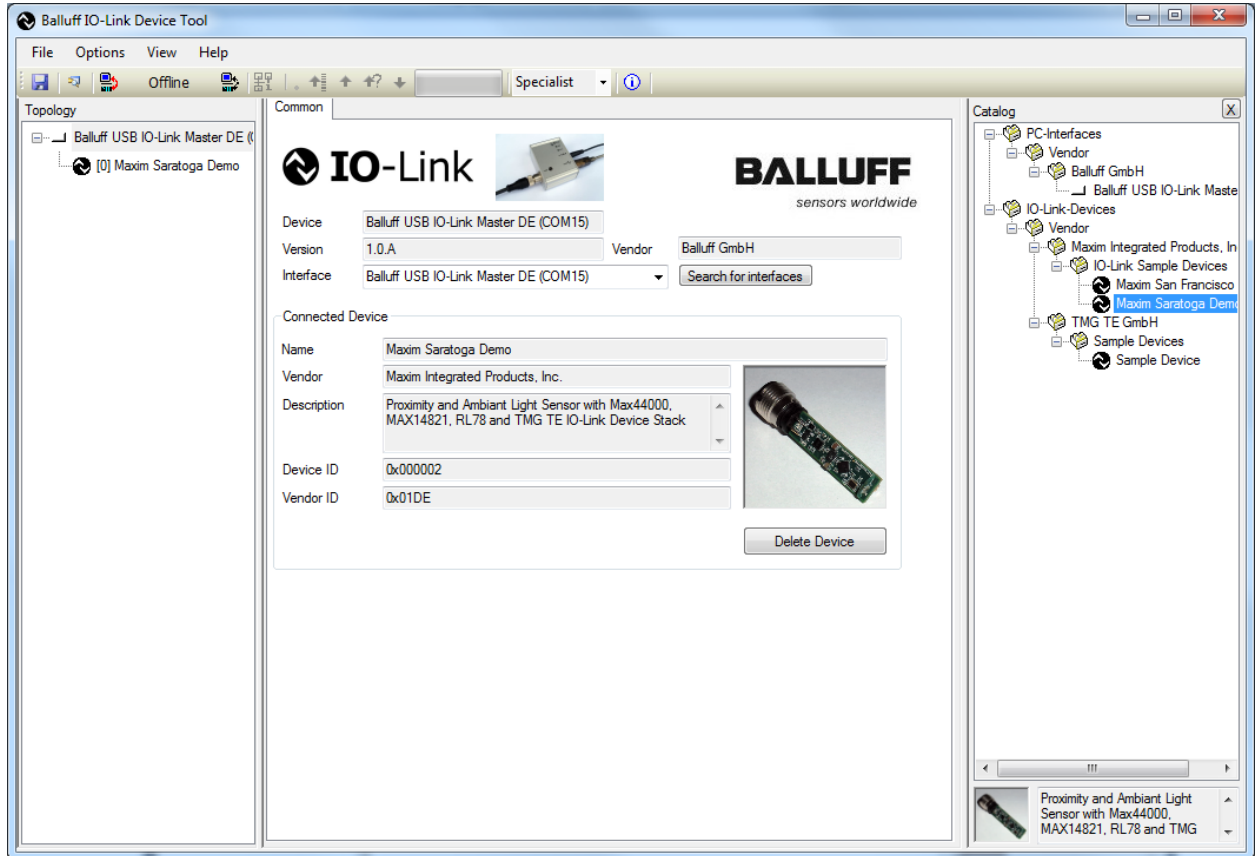 Balluff IO-Link Device Tool
File Options View Help
Offline Specialist
Topology
Balluff USB IO-Link Master DE (
[0] Maxim Saratoga Demo
Common
IO-Link
BALLUFF
sensors worldwide
Device Balluff USB IO-Link Master DE (COM15)
Version 1.0.A Vendor Balluff GmbH
Interface Balluff USB IO-Link Master DE (COM15) Search for interfaces
Connected Device
Name Maxim Saratoga Demo
Vendor Maxim Integrated Products, Inc.
Description Proximity and Ambiant Light Sensor with Max44000,
MAX14821, RL78 and TMG TE IO-Link Device Stack
Device ID 0x000002
Vendor ID 0x01DE
Delete Device
Catalog X
PC-Interfaces
Vendor
Balluff GmbH
Balluff USB IO-Link Maste
IO-Link-Devices
Vendor
Maxim Integrated Products, In
IO-Link Sample Devices
Maxim San Francisco
Maxim Saratoga Demo
TMG TE GmbH
Sample Devices
Sample Device
Proximity and Ambiant Light
Sensor with Max44000,
MAX14821, RL78 and TMG